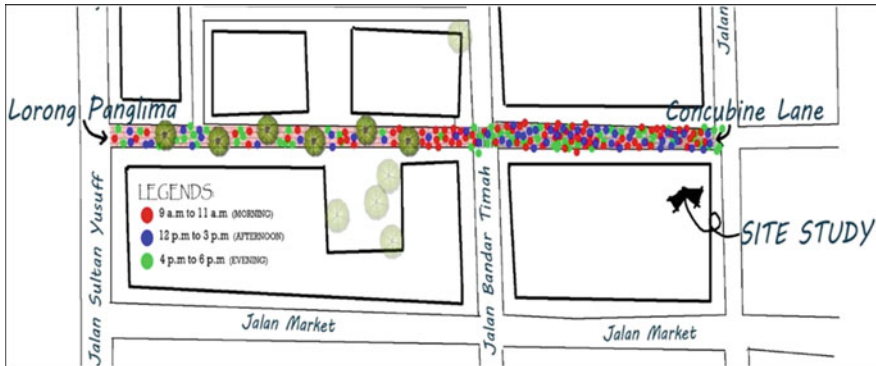 Jalan
Lorong Panglima
Concubine Lane
LEGENDS:
9 a.m to 11 a.m (MORNING)
12 p.m to 3 p.m (AFTERNOON)
4 p.m to 6 p.m (EVENING)
SITE STUDY
Jalan Sultan Yusuff
Jalan Bandar Timah
Jalan Market
Jalan Market